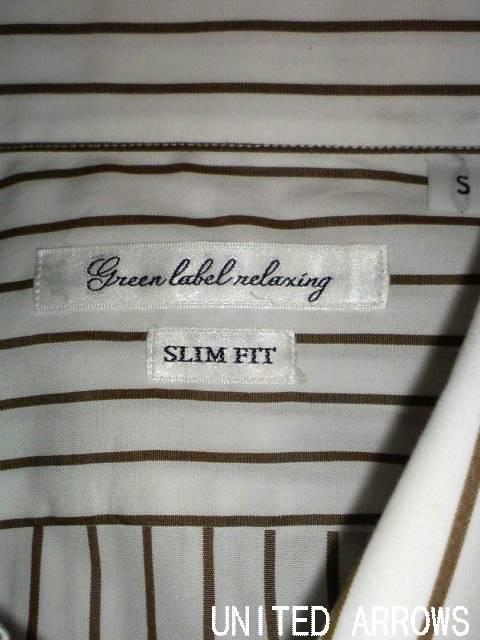 S
Green label relaxing
SLIM FIT
UNITED ARROWS